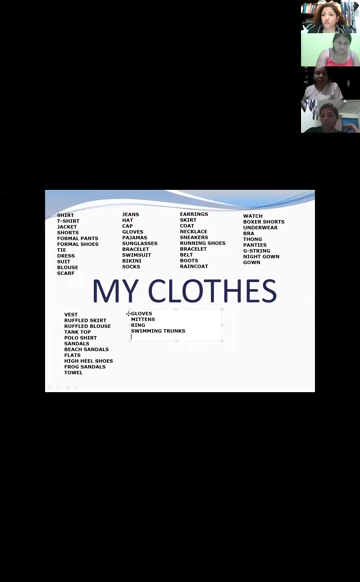 SHIRT
T-SHIRT
JACKET
SHORTS
FORMAL PANTS
FORMAL SHOES
TIE
DRESS
SUIT
BLOUSE
SCARF
JEANS
HAT
CAP
GLOVES
PAJAMAS
SUNGLASSES
BRACELET
SWIMSUIT
BIKINI
SOCKS
EARRINGS
SKIRT
COAT
NECKLACE
SNEAKERS
RUNNING SHOES
BRACELET
BELT
BOOTS
RAINCOAT
WATCH
BOXER SHORTS
UNDERWEAR
BRA
THONG
PANTIES
G-STRING
NIGHT GOWN
GOWN
MY CLOTHES
VEST
RUFFLED SKIRT
RUFFLED BLOUSE
TANK TOP
POLO SHIRT
SANDALS
BEACH SANDALS
FLATS
HIGH HEEL SHOES
FROG SANDALS
TOWEL
GLOVES
MITTENS
RING
SWIMMING TRUNKS